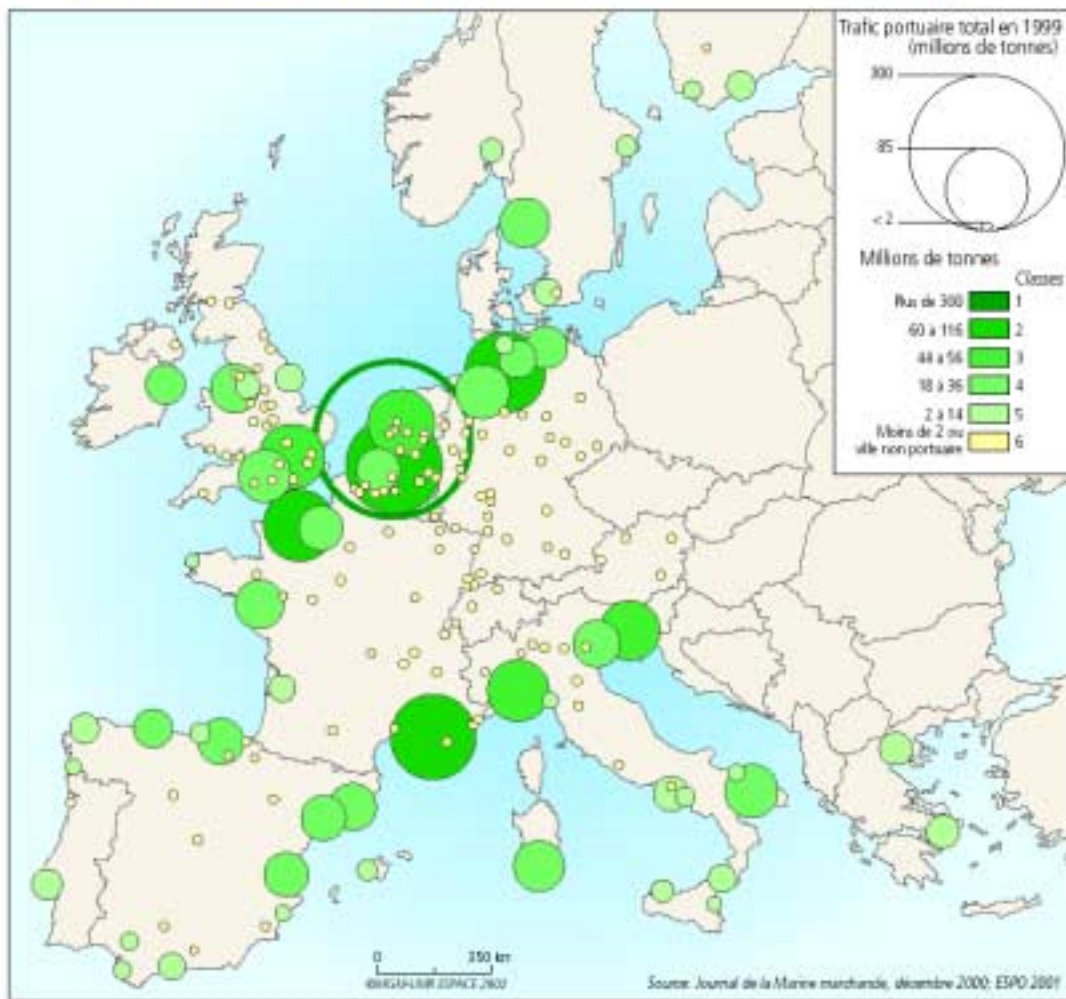 Trafic portuaire total en 1999
(millions de tonnes)
300
85
< 2
Millions de tonnes
Classes
Plus de 300
1
60 à 116
2
44 à 56
3
18 à 36
4
2 à 14
5
Moins de 2 ou
ville non portuaire
6
0
350 km
ESPACE 2002
Source: Journal de la Marine marchande, décembre 2000; ESPO 2001